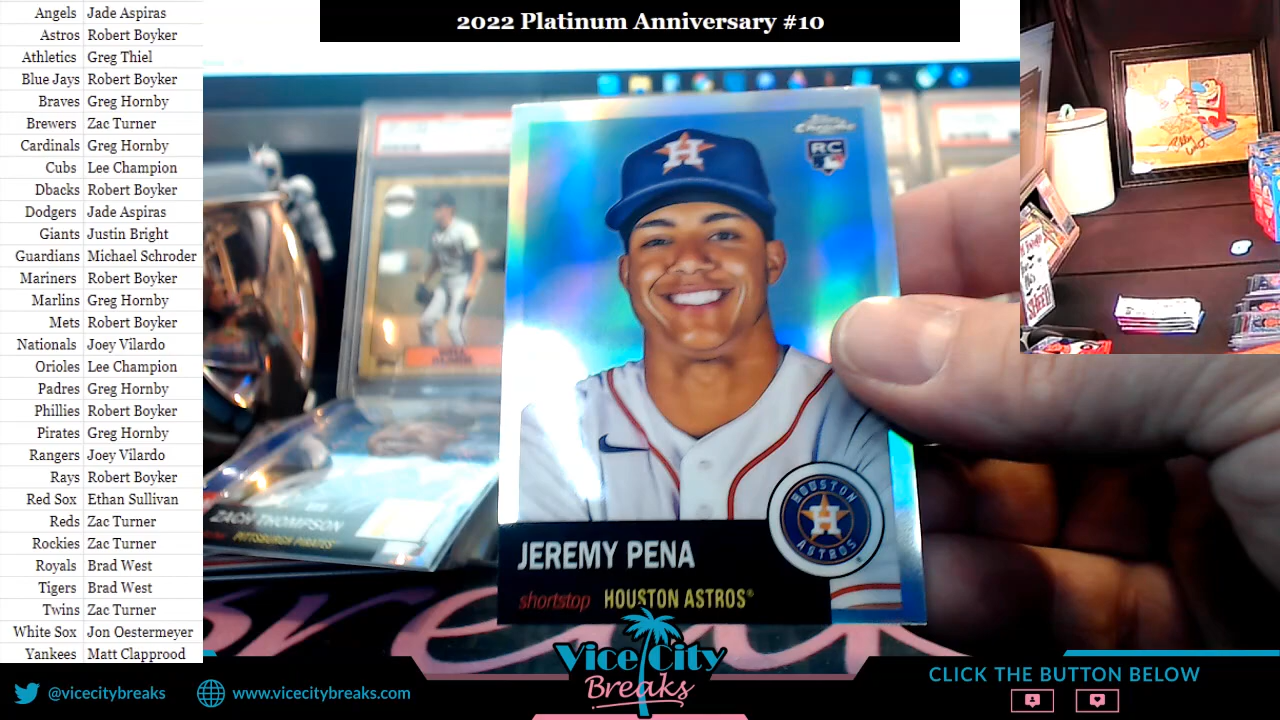 2022 Platinum Anniversary #10
Angels Jade Aspiras
Astros Robert Boyker
Athletics Greg Thiel
Blue Jays Robert Boyker
Braves Greg Hornby
Brewers Zac Turner
Cardinals Greg Hornby
Cubs Lee Champion
Dbacks Robert Boyker
Dodgers Jade Aspiras
Giants Justin Bright
Guardians Michael Schroder
Mariners Robert Boyker
Marlins Greg Hornby
Mets Robert Boyker
Nationals Joey Vilardo
Orioles Lee Champion
Padres Greg Hornby
Phillies Robert Boyker
Pirates Greg Hornby
Rangers Joey Vilardo
Rays Robert Boyker
Red Sox Ethan Sullivan
Reds Zac Turner
Rockies Zac Turner
Royals Brad West
Tigers Brad West
Twins Zac Turner
White Sox Jon Oestermeyer
Yankees Matt Clapprood
Topps
Chrome
RC
H
HOUSTON
H
ASTROS
JEREMY PENA
shortstop HOUSTON ASTROS®
ZACH THOMPSON
PITTSBURGH PIRATES
Vice City
Breaks
@vicecitybreaks
www.vicecitybreaks.com
CLICK THE BUTTON BELOW